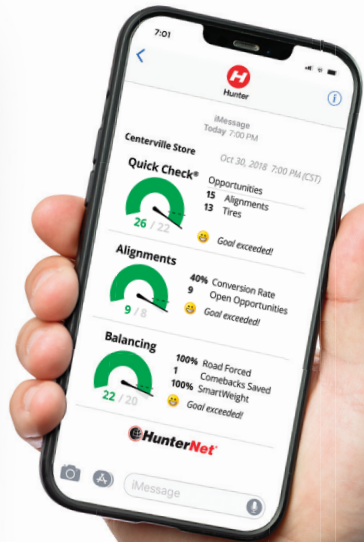 7:01
Hunter
iMessage
Today 7:00 PM
Centerville Store
Oct 30, 2018 7:00 PM (CST)
Quick Check®
Opportunities
15 Alignments
13 Tires
26 / 22
Goal exceeded!
Alignments
40% Conversion Rate
9 Open Opportunities
9 / 8
Goal exceeded!
Balancing
100% Road Forced
1 Comebacks Saved
100% SmartWeight
22 / 20
Goal exceeded!
HunterNet®
iMessage